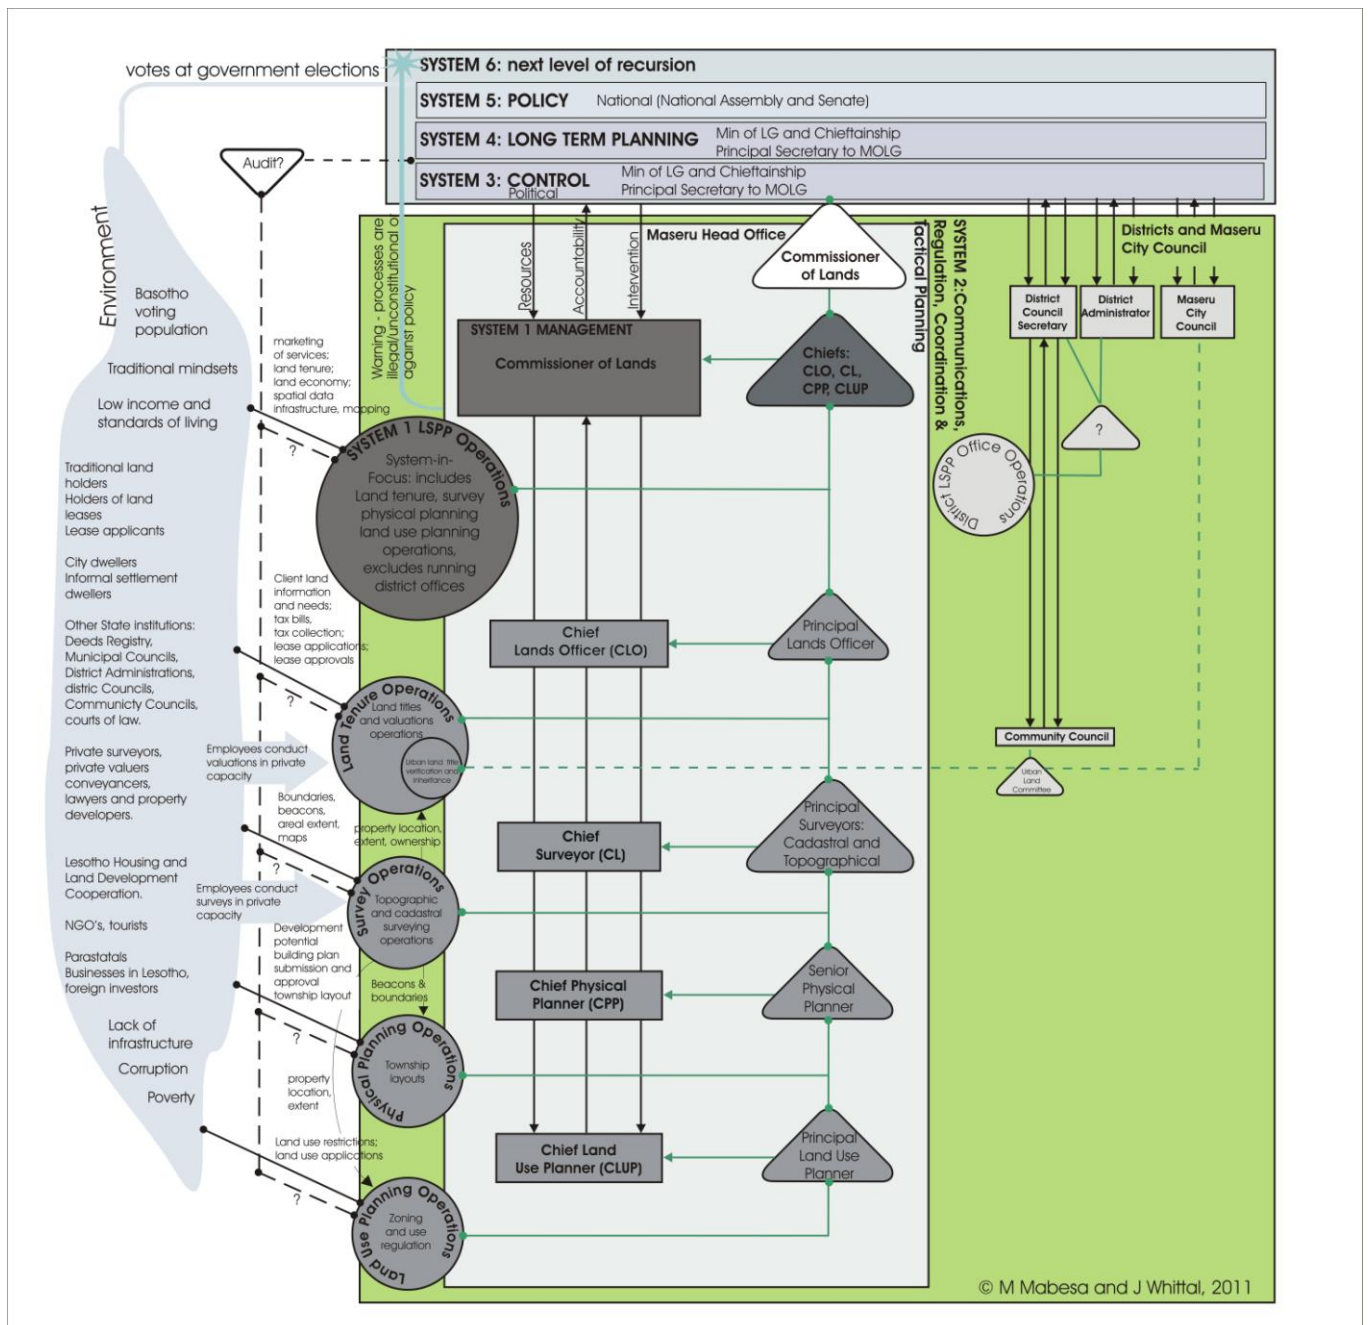 votes at government elections
SYSTEM 6: next level of recursion
SYSTEM 5: POLICY National (National Assembly and Senate)
SYSTEM 4: LONG TERM PLANNING Min of LG and Chieftainship
Principal Secretary to MOLG
SYSTEM 3: CONTROL Min of LG and Chieftainship
Political Principal Secretary to MOLG
Audit?
Environment
Basotho
voting
population
Traditional mindsets
Low income and
standards of living
Traditional land
holders
Holders of land
leases
Lease applicants
City dwellers
Informal settlement
dwellers
Other State institutions:
Deeds Registry,
Municipal Councils,
District Administrations,
distric Councils,
Communicty Councils,
courts of law.
Private surveyors,
private valuers
conveyancers,
lawyers and property
developers.
Lesotho Housing and
Land Development
Cooperation.
NGO's, tourists
Parastatals
Businesses in Lesotho,
foreign investors
Lack of
infrastructure
Corruption
Poverty
marketing
of services;
land tenure;
land economy;
spatial data
infrastructure, mapping
?
Client land
information
and needs;
tax bills,
tax collection;
lease applications;
lease approvals
?
Employees conduct
valuations in private
capacity
Boundaries,
beacons,
areal extent,
maps
?
Employees conduct
surveys in private
capacity
Development
potential
building plan
submission and
approval
township layout
?
property
location,
extent
Land use restrictions;
land use applications
?
Warning - processes are
illegal/unconstitional o
against policy
SYSTEM 1 LSPP Operations
System-in-
Focus: includes
Land tenure, survey
physical planning
land use planning
operations,
excludes running
district offices
Land Tenure Operations
Land titles
and valuations
operations
Urban land title
verification and
inheritance
property location,
extent, ownership
Survey Operations
Topographic
and cadastral
surveying
operations
Beacons &
boundaries
Physical Planning Operations
Township
layouts
Land Use Planning Operations
Zoning
and use
regulation
Resources
Accountability
Intervention
Maseru Head Office
SYSTEM 1 MANAGEMENT
Commissioner of Lands
Chief
Lands Officer (CLO)
Chief
Surveyor (CL)
Chief Physical
Planner (CPP)
Chief Land
Use Planner (CLUP)
Commissioner
of Lands
Chiefs:
CLO, CL,
CPP, CLUP
Principal
Lands Officer
Principal
Surveyors:
Cadastral and
Topographical
Senior
Physical
Planner
Principal
Land Use
Planner
SYSTEM 2:Communications,
Regulation, Coordination &
Tactical Planning
Districts and Maseru
City Council
District
Council
Secretary
District
Administrator
Maseru
City
Council
?
District LSPP Office Operations
Community Council
Urban
Land
Committee
© M Mabesa and J Whittal, 2011